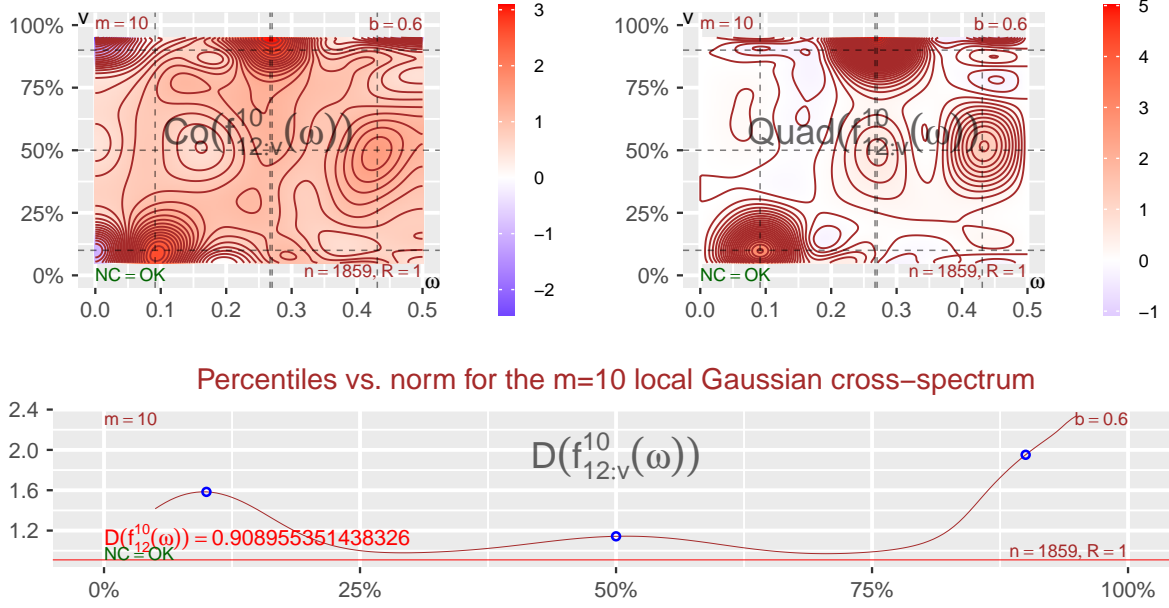 v
m = 10
b = 0.6
100%
75%
50%
25%
0%
Co(f^10_12:v(ω))
NC = OK
n = 1859, R = 1
ω
0.0 0.1 0.2 0.3 0.4 0.5
3
2
1
0
−1
−2
v
m = 10
b = 0.6
100%
75%
50%
25%
0%
Quad(f^10_12:v(ω))
NC = OK
n = 1859, R = 1
ω
0.0 0.1 0.2 0.3 0.4 0.5
5
4
3
2
1
0
−1
Percentiles vs. norm for the m=10 local Gaussian cross−spectrum
2.4
2.0
1.6
1.2
m = 10
b = 0.6
D(f^10_12:v(ω))
D(f^10_12(ω)) = 0.908955351438326
NC = OK
n = 1859, R = 1
0% 25% 50% 75% 100%